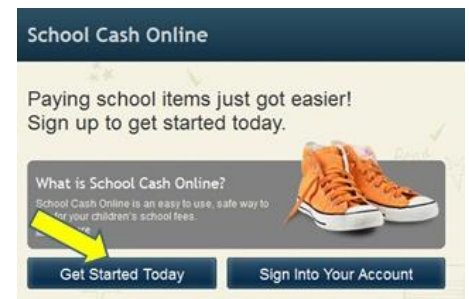 School Cash Online
Paying school items just got easier!
Sign up to get started today.
What is School Cash Online?
School Cash Online is an easy to use, safe way to
for your children's school fees.
Get Started Today
Sign Into Your Account